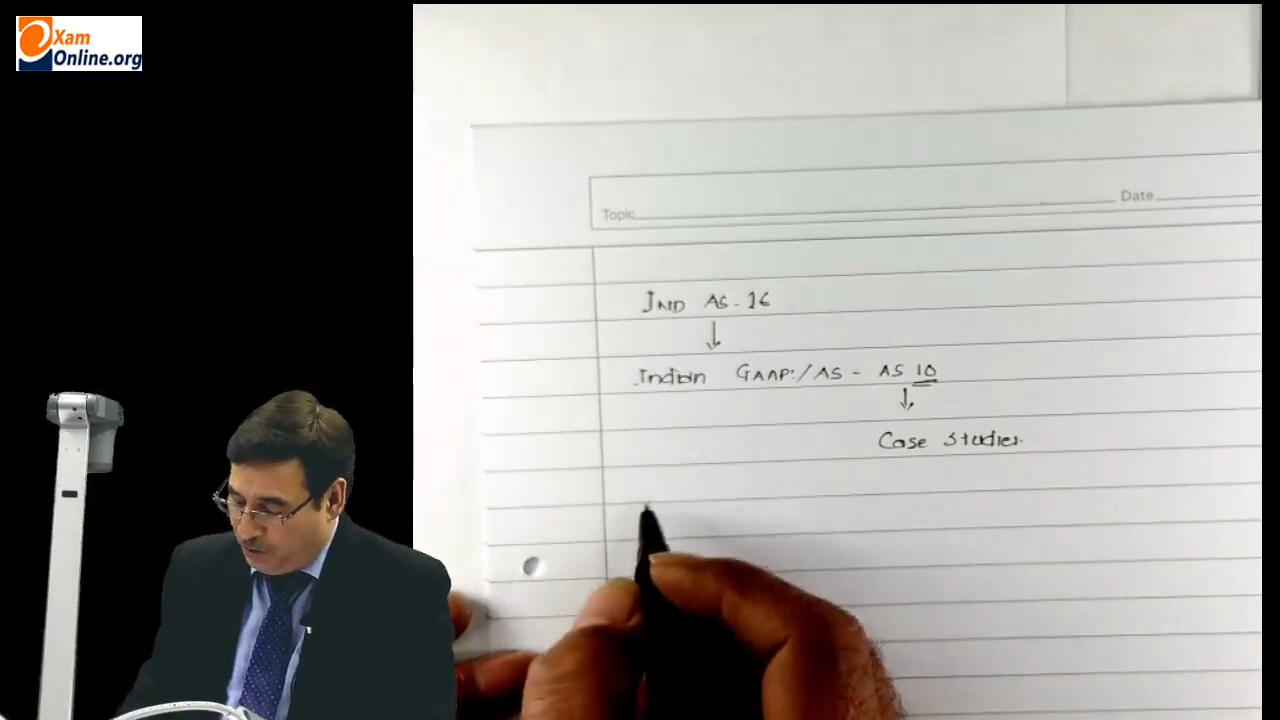 Xam
Online.org
Topic
Date
IND AS-16
Indian GAAP:/AS - AS 10
Case Studies.